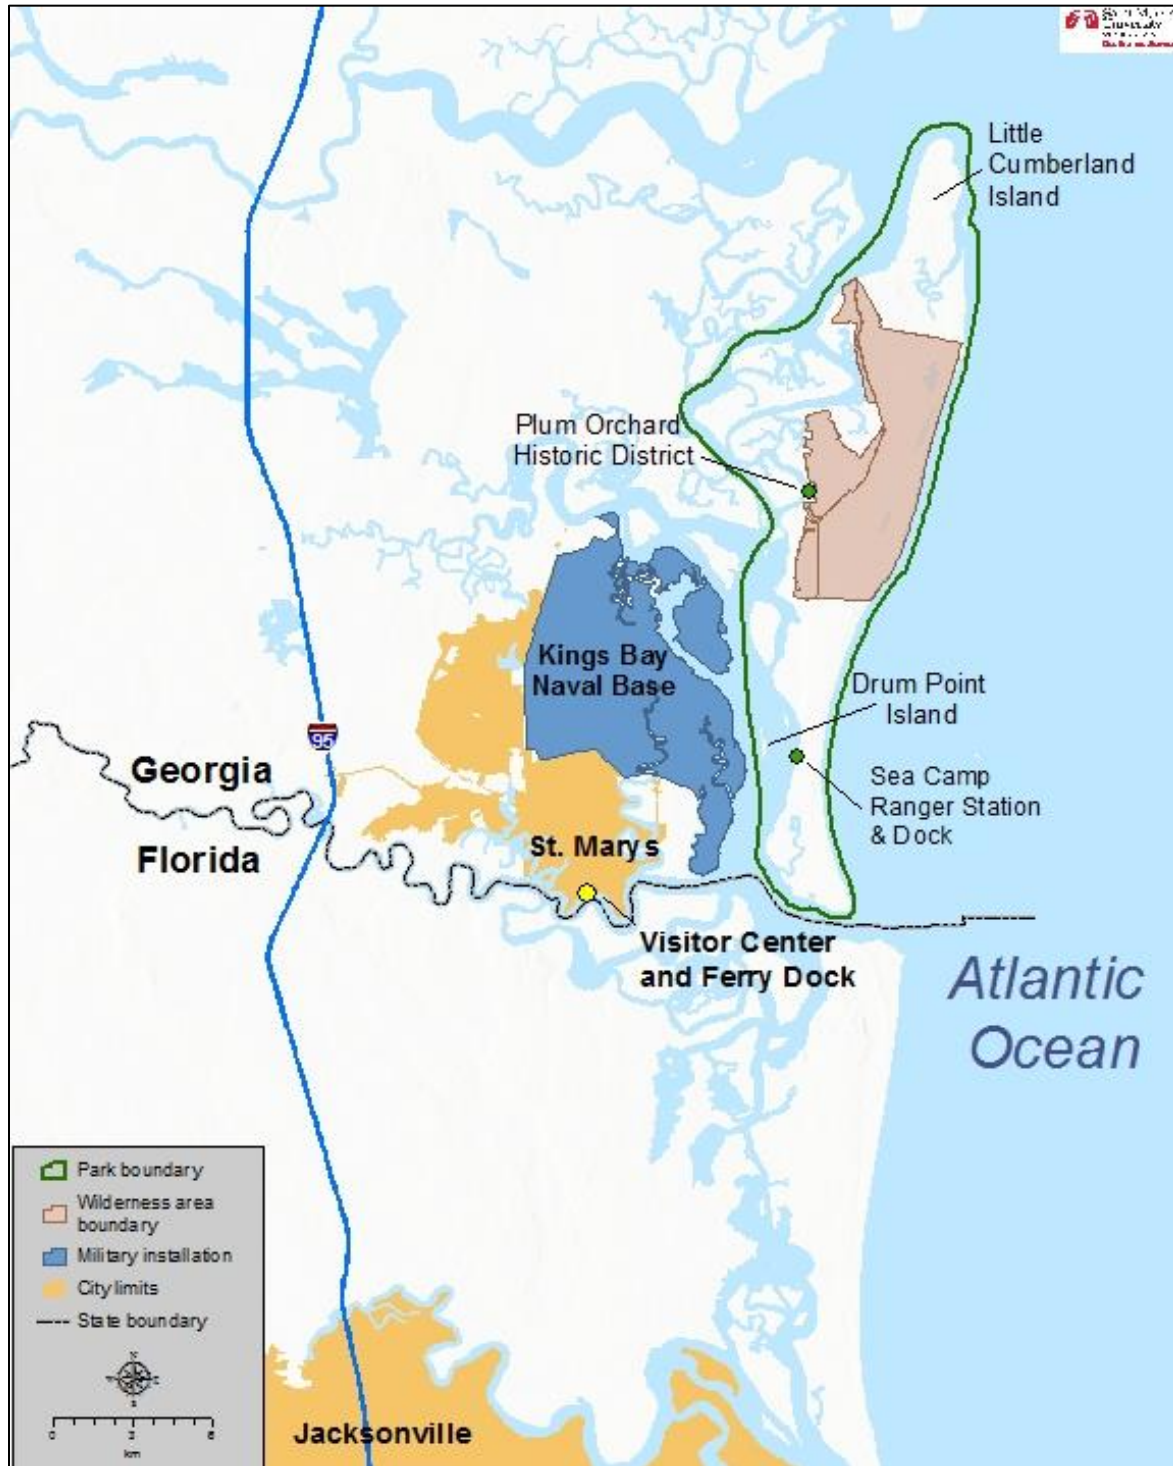 Little
Cumberland
Island
Plum Orchard
Historic District
Kings Bay
Naval Base
Drum Point
Island
95
Georgia
Florida
Sea Camp
Ranger Station
& Dock
St. Marys
Visitor Center
and Ferry Dock
Atlantic
Ocean
Park boundary
Wilderness area
boundary
Military installation
City limits
State boundary
N
S
km
Jacksonville